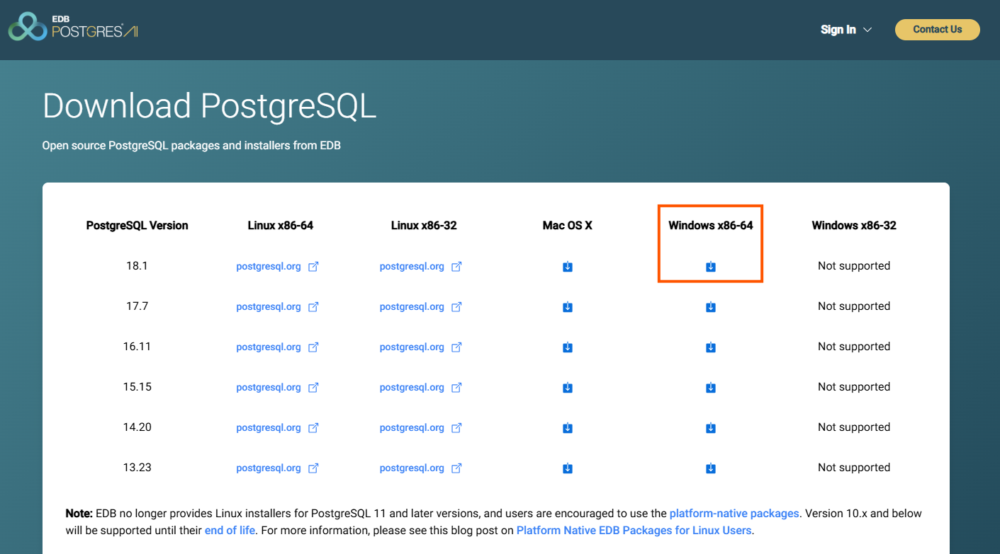 EDB
POSTGRES® AI
Sign In
Contact Us
Download PostgreSQL
Open source PostgreSQL packages and installers from EDB
PostgreSQL Version Linux x86-64 Linux x86-32 Mac OS X Windows x86-64 Windows x86-32
18.1 postgresql.org postgresql.org Not supported
17.7 postgresql.org postgresql.org Not supported
16.11 postgresql.org postgresql.org Not supported
15.15 postgresql.org postgresql.org Not supported
14.20 postgresql.org postgresql.org Not supported
13.23 postgresql.org postgresql.org Not supported
Note: EDB no longer provides Linux installers for PostgreSQL 11 and later versions, and users are encouraged to use the platform-native packages. Version 10.x and below
will be supported until their end of life. For more information, please see this blog post on Platform Native EDB Packages for Linux Users.